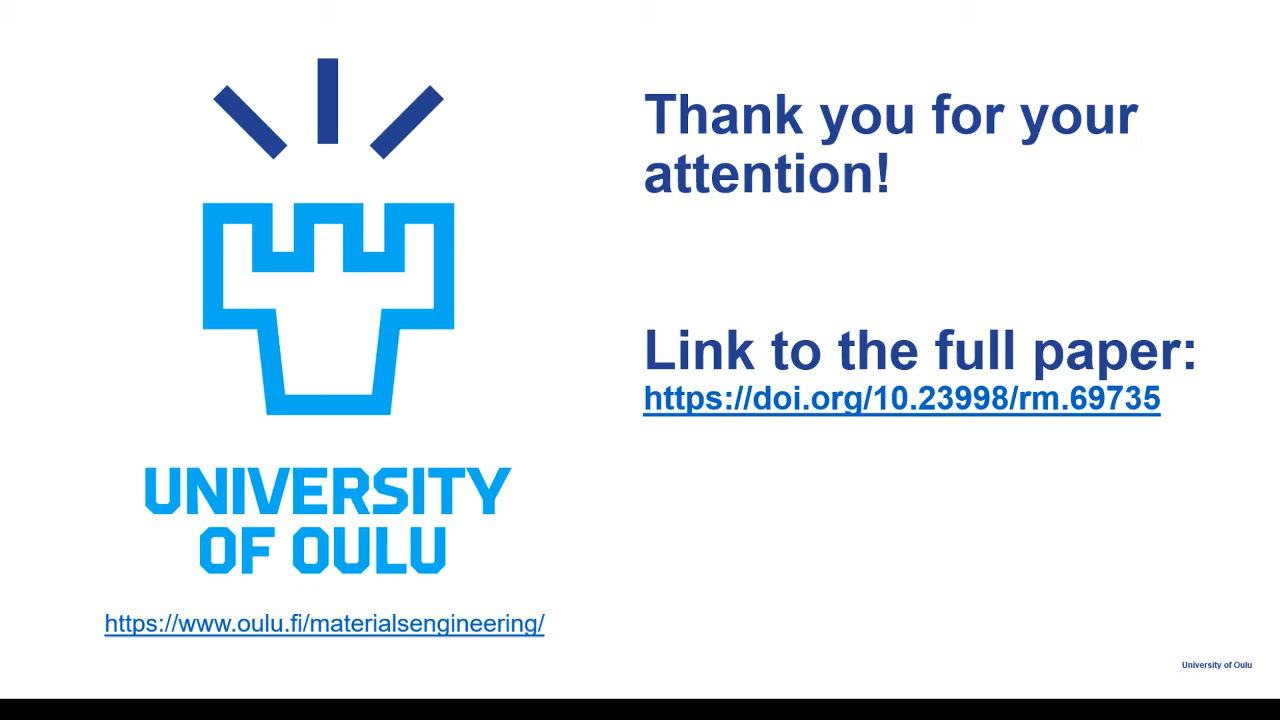 Thank you for your
attention!
Link to the full paper:
https://doi.org/10.23998/rm.69735
UNIVERSITY
OF OULU
https://www.oulu.fi/materialsengineering/
University of Oulu